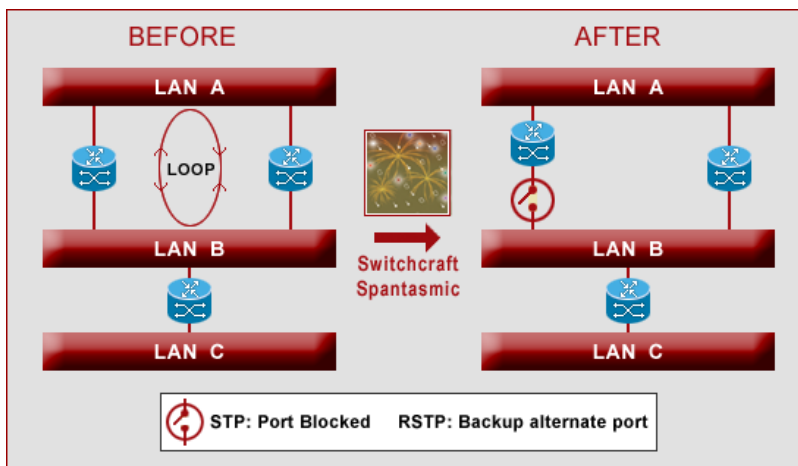 BEFORE
AFTER
LAN A
LAN A
LOOP
LAN B
LAN B
Switchcraft
Spantasmic
LAN C
LAN C
STP: Port Blocked RSTP: Backup alternate port